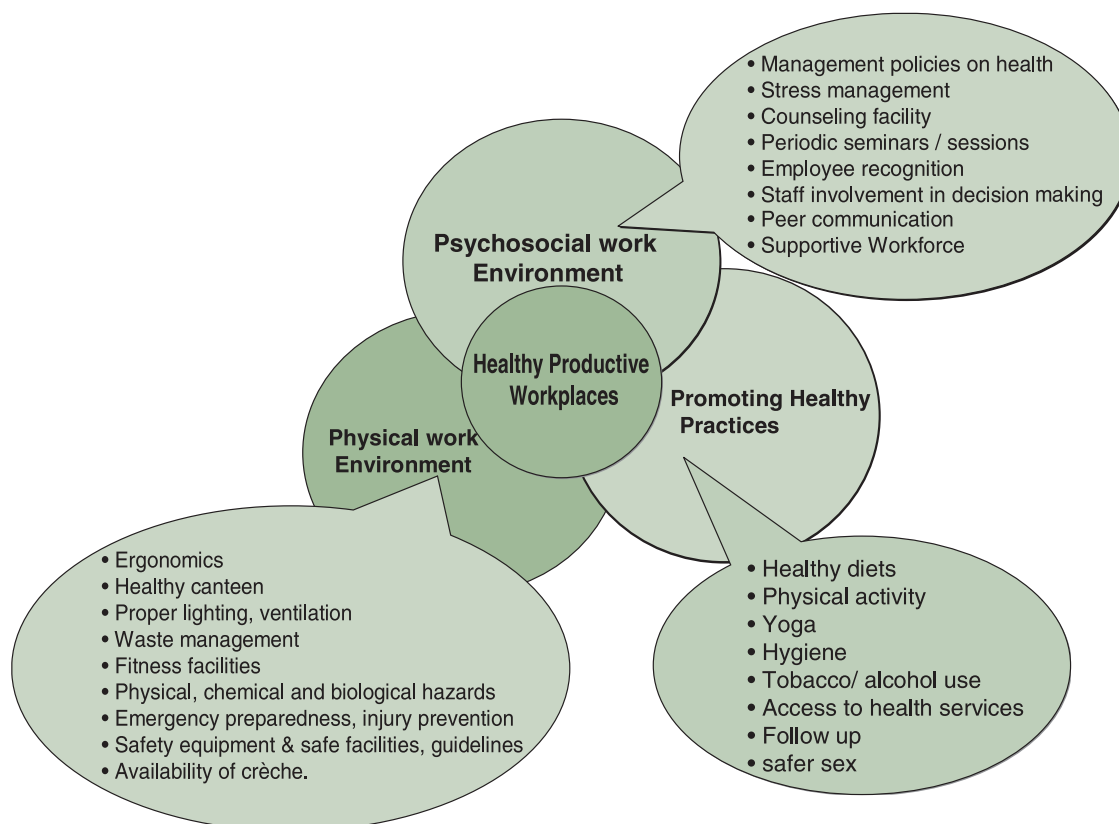 • Management policies on health
• Stress management
• Counseling facility
• Periodic seminars / sessions
• Employee recognition
• Staff involvement in decision making
• Peer communication
• Supportive Workforce
Psychosocial work
Environment
Healthy Productive
Workplaces
Promoting Healthy
Practices
Physical work
Environment
• Ergonomics
• Healthy canteen
• Proper lighting, ventilation
• Waste management
• Fitness facilities
• Physical, chemical and biological hazards
• Emergency preparedness, injury prevention
• Safety equipment & safe facilities, guidelines
• Availability of crèche.
• Healthy diets
• Physical activity
• Yoga
• Hygiene
• Tobacco/ alcohol use
• Access to health services
• Follow up
• safer sex